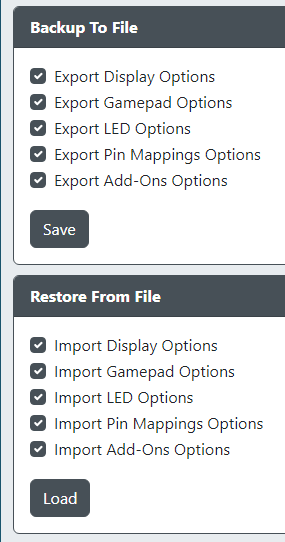 Backup To File
Export Display Options
Export Gamepad Options
Export LED Options
Export Pin Mappings Options
Export Add-Ons Options
Save
Restore From File
Import Display Options
Import Gamepad Options
Import LED Options
Import Pin Mappings Options
Import Add-Ons Options
Load